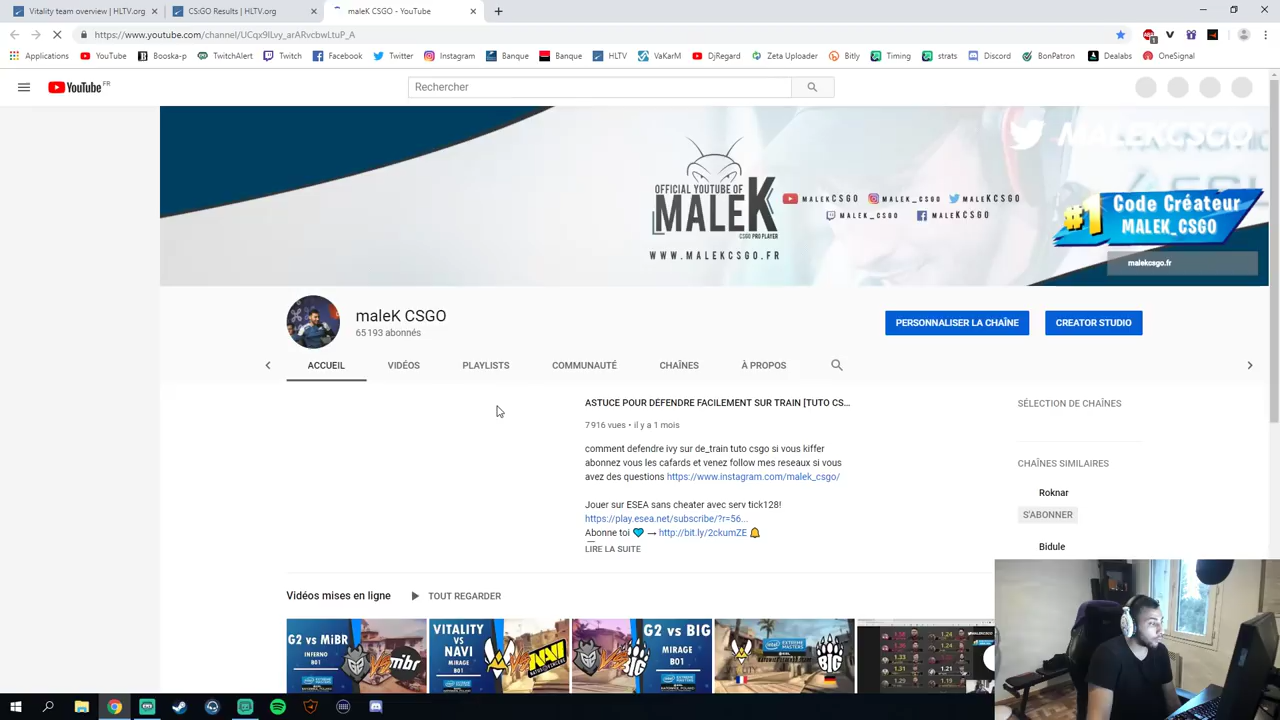 Vitality team overview | HLTV.org
CS:GO Results | HLTV.org
maleK CSGO - YouTube
https://www.youtube.com/channel/UCqx9lLvy_arARvcbwLtuP_A
Applications YouTube Booska-p TwitchAlert Twitch Facebook Twitter Instagram Banque Banque HLTV VaKarM DjRegard Zeta Uploader Bitly Timing strats Discord BonPatron Dealabs OneSignal
YouTube FR
Rechercher
MALEKCSGO
OFFICIAL YOUTUBE OF
MALEK
CSGO PRO PLAYER
WWW.MALEKCSGO.FR
MALEKCSGO MALEK_CSGO MALEKCSGO
MALEK_CSGO MALEKCSGO
#1 Code Créateur
MALEK_CSGO
malekcsgo.fr
maleK CSGO
65 193 abonnés
PERSONNALISER LA CHAÎNE
CREATOR STUDIO
ACCUEIL VIDÉOS PLAYLISTS COMMUNAUTÉ CHAÎNES À PROPOS
ASTUCE POUR DÉFENDRE FACILEMENT SUR TRAIN [TUTO CS...
7 916 vues • il y a 1 mois
comment defendre ivy sur de_train tuto csgo si vous kiffer
abonnez vous les cafards et venez follow mes reseaux si vous
avez des questions https://www.instagram.com/malek_csgo/
Jouer sur ESEA sans cheater avec serv tick128!
https://play.esea.net/subscribe/?r=56...
Abonne toi 💙 → http://bit.ly/2ckumZE 🔔
LIRE LA SUITE
SÉLECTION DE CHAÎNES
CHAÎNES SIMILAIRES
Roknar
S'ABONNER
Bidule
Vidéos mises en ligne
TOUT REGARDER
G2 vs MiBR
INFERNO
BO1
mibr
VITALITY
VS
NAVI
MIRAGE
BO1
G2 vs BIG
MIRAGE
BO1
BIG
BIG